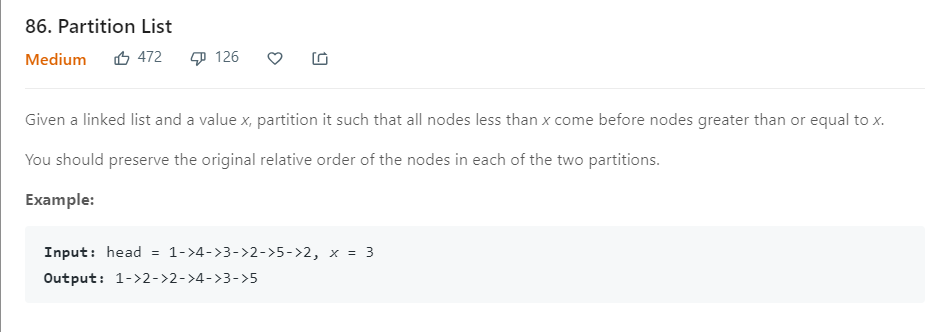 86. Partition List
Medium 472 126
Given a linked list and a value x, partition it such that all nodes less than x come before nodes greater than or equal to x.
You should preserve the original relative order of the nodes in each of the two partitions.
Example:
Input: head = 1->4->3->2->5->2, x = 3
Output: 1->2->2->4->3->5